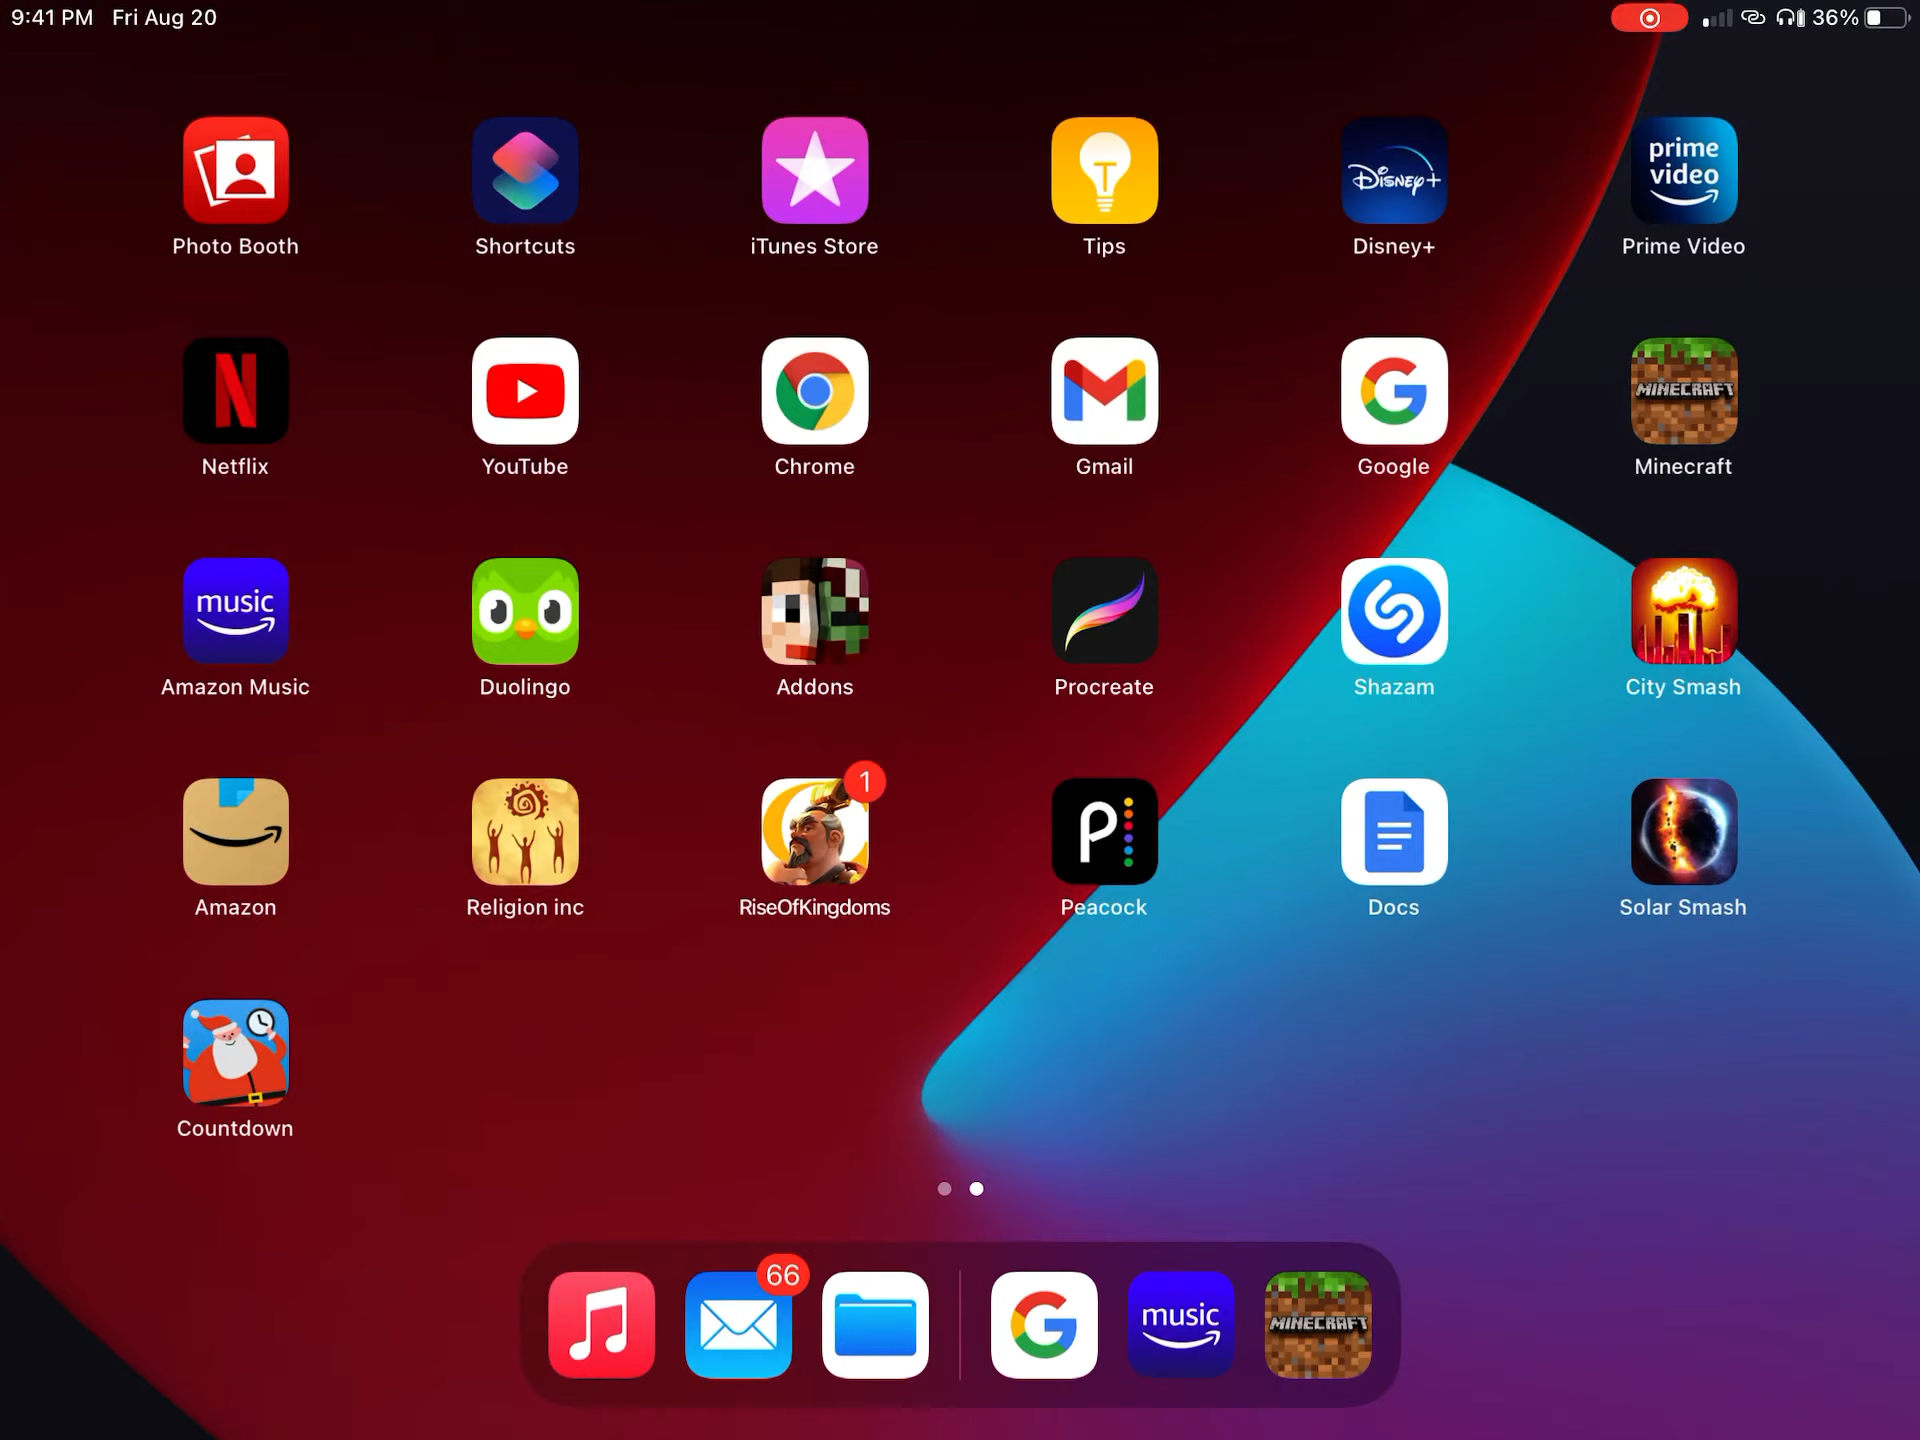 9:41 PM Fri Aug 20
36%
prime
video
Disney+
Photo Booth Shortcuts iTunes Store Tips Disney+ Prime Video
MINECRAFT
Netflix YouTube Chrome Gmail Google Minecraft
music
Amazon Music Duolingo Addons Procreate Shazam City Smash
1
Amazon Religion inc RiseOfKingdoms Peacock Docs Solar Smash
Countdown
66
music
MINECRAFT